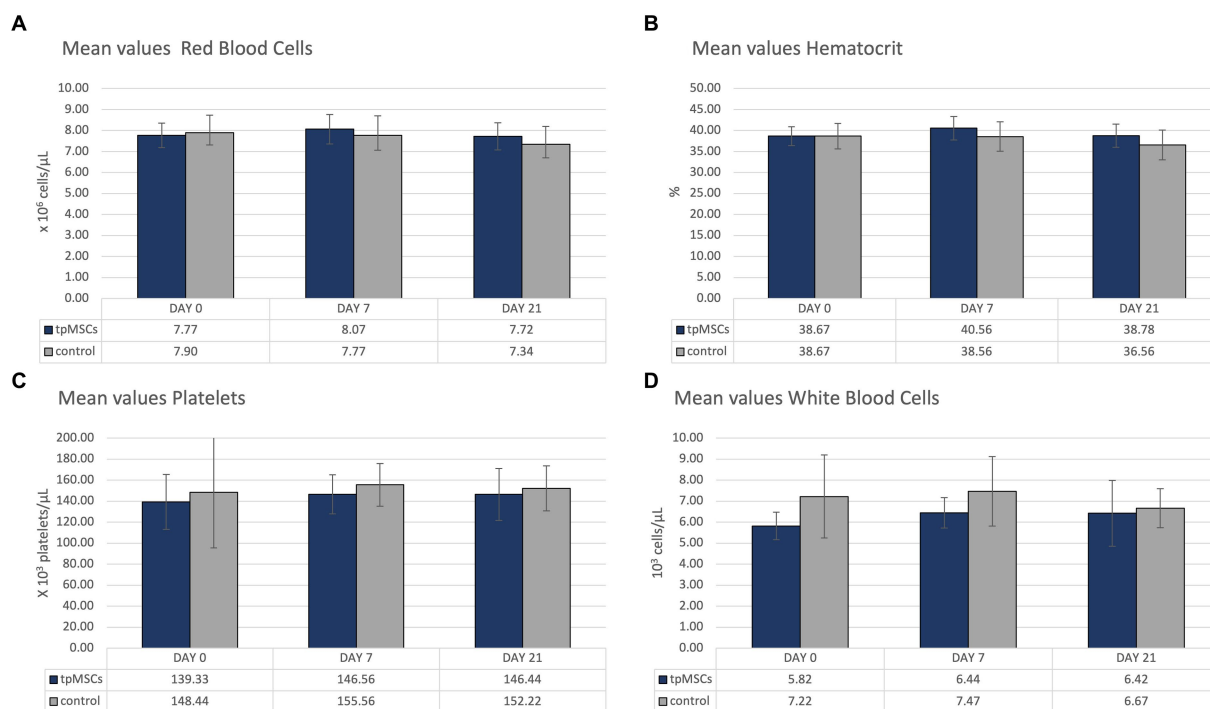 A
Mean values  Red Blood Cells
10.00
9.00
8.00
7.00
6.00
5.00
4.00
3.00
2.00
1.00
0.00
x 10⁶ cells/µL
DAY 0 DAY 7 DAY 21
tpMSCs 7.77 8.07 7.72
control 7.90 7.77 7.34
B
Mean values Hematocrit
50.00
45.00
40.00
35.00
30.00
25.00
20.00
15.00
10.00
5.00
0.00
%
DAY 0 DAY 7 DAY 21
tpMSCs 38.67 40.56 38.78
control 38.67 38.56 36.56
C
Mean values Platelets
200.00
180.00
160.00
140.00
120.00
100.00
80.00
60.00
40.00
20.00
0.00
X 10³ platelets/µL
DAY 0 DAY 7 DAY 21
tpMSCs 139.33 146.56 146.44
control 148.44 155.56 152.22
D
Mean values White Blood Cells
10.00
9.00
8.00
7.00
6.00
5.00
4.00
3.00
2.00
1.00
0.00
10³ cells/µL
DAY 0 DAY 7 DAY 21
tpMSCs 5.82 6.44 6.42
control 7.22 7.47 6.67